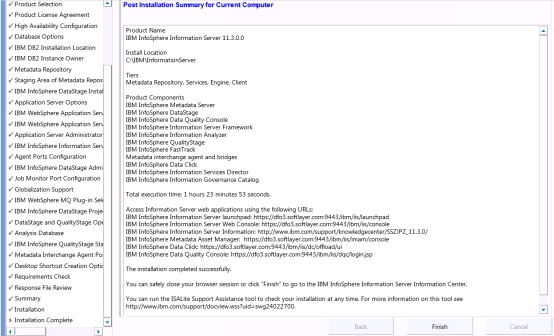 Product Selection
Product License Agreement
High Availability Configuration
Database Options
IBM DB2 Installation Location
IBM DB2 Instance Owner
Metadata Repository
Staging Area of Metadata Repos
IBM InfoSphere DataStage Instal
Application Server Options
IBM WebSphere Application Serv
IBM WebSphere Application Serv
Application Server Administrator
IBM InfoSphere Information Serv
Agent Ports Configuration
IBM InfoSphere DataStage Admi
Job Monitor Port Configuration
Globalization Support
IBM WebSphere MQ Plug-in Sele
IBM InfoSphere DataStage Proje
DataStage and QualityStage Ope
Analysis Database
IBM InfoSphere QualityStage Sta
Metadata Interchange Agent Po
Desktop Shortcut Creation Optic
Requirements Check
Response File Review
Summary
Installation
Installation Complete
Post Installation Summary for Current Computer
Product Name
IBM InfoSphere Information Server 11.3.0.0
Install Location
C:\IBM\InformationServer
Tiers
Metadata Repository, Services, Engine, Client
Product Components
IBM InfoSphere Metadata Server
IBM InfoSphere DataStage
IBM InfoSphere Data Quality Console
IBM InfoSphere Information Server Framework
IBM InfoSphere Information Analyzer
IBM InfoSphere QualityStage
IBM InfoSphere FastTrack
Metadata interchange agent and bridges
IBM InfoSphere Data Click
IBM InfoSphere Information Services Director
IBM InfoSphere Information Governance Catalog
Total execution time: 1 hours 23 minutes 53 seconds.
Access Information Server web applications using the following URLs:
IBM InfoSphere Information Server launchpad: https://dfo3.softlayer.com:9443/ibm/iis/launchpad
IBM InfoSphere Information Server Web Console: https://dfo3.softlayer.com:9443/ibm/iis/console
IBM InfoSphere Information Server Information: http://www.ibm.com/support/knowledgecenter/SSZJPZ_11.3.0/
IBM InfoSphere Metadata Asset Manager: https://dfo3.softlayer.com:9443/ibm/iis/imam/console
IBM InfoSphere Data Click: https://dfo3.softlayer.com:9443/ibm/iis/dc/offload/ui
IBM InfoSphere Data Quality Console https://dfo3.softlayer.com:9443/ibm/iis/dqc/login.jsp
The installation completed successfully.
You can safely close your browser session or click "Finish" to go to the IBM InfoSphere Information Server Information Center.
You can run the ISALite Support Assistance tool to check your installation at any time. For more information on this tool see
http://www.ibm.com/support/docview.wss?uid=swg24022700.
Back
Finish
Cancel